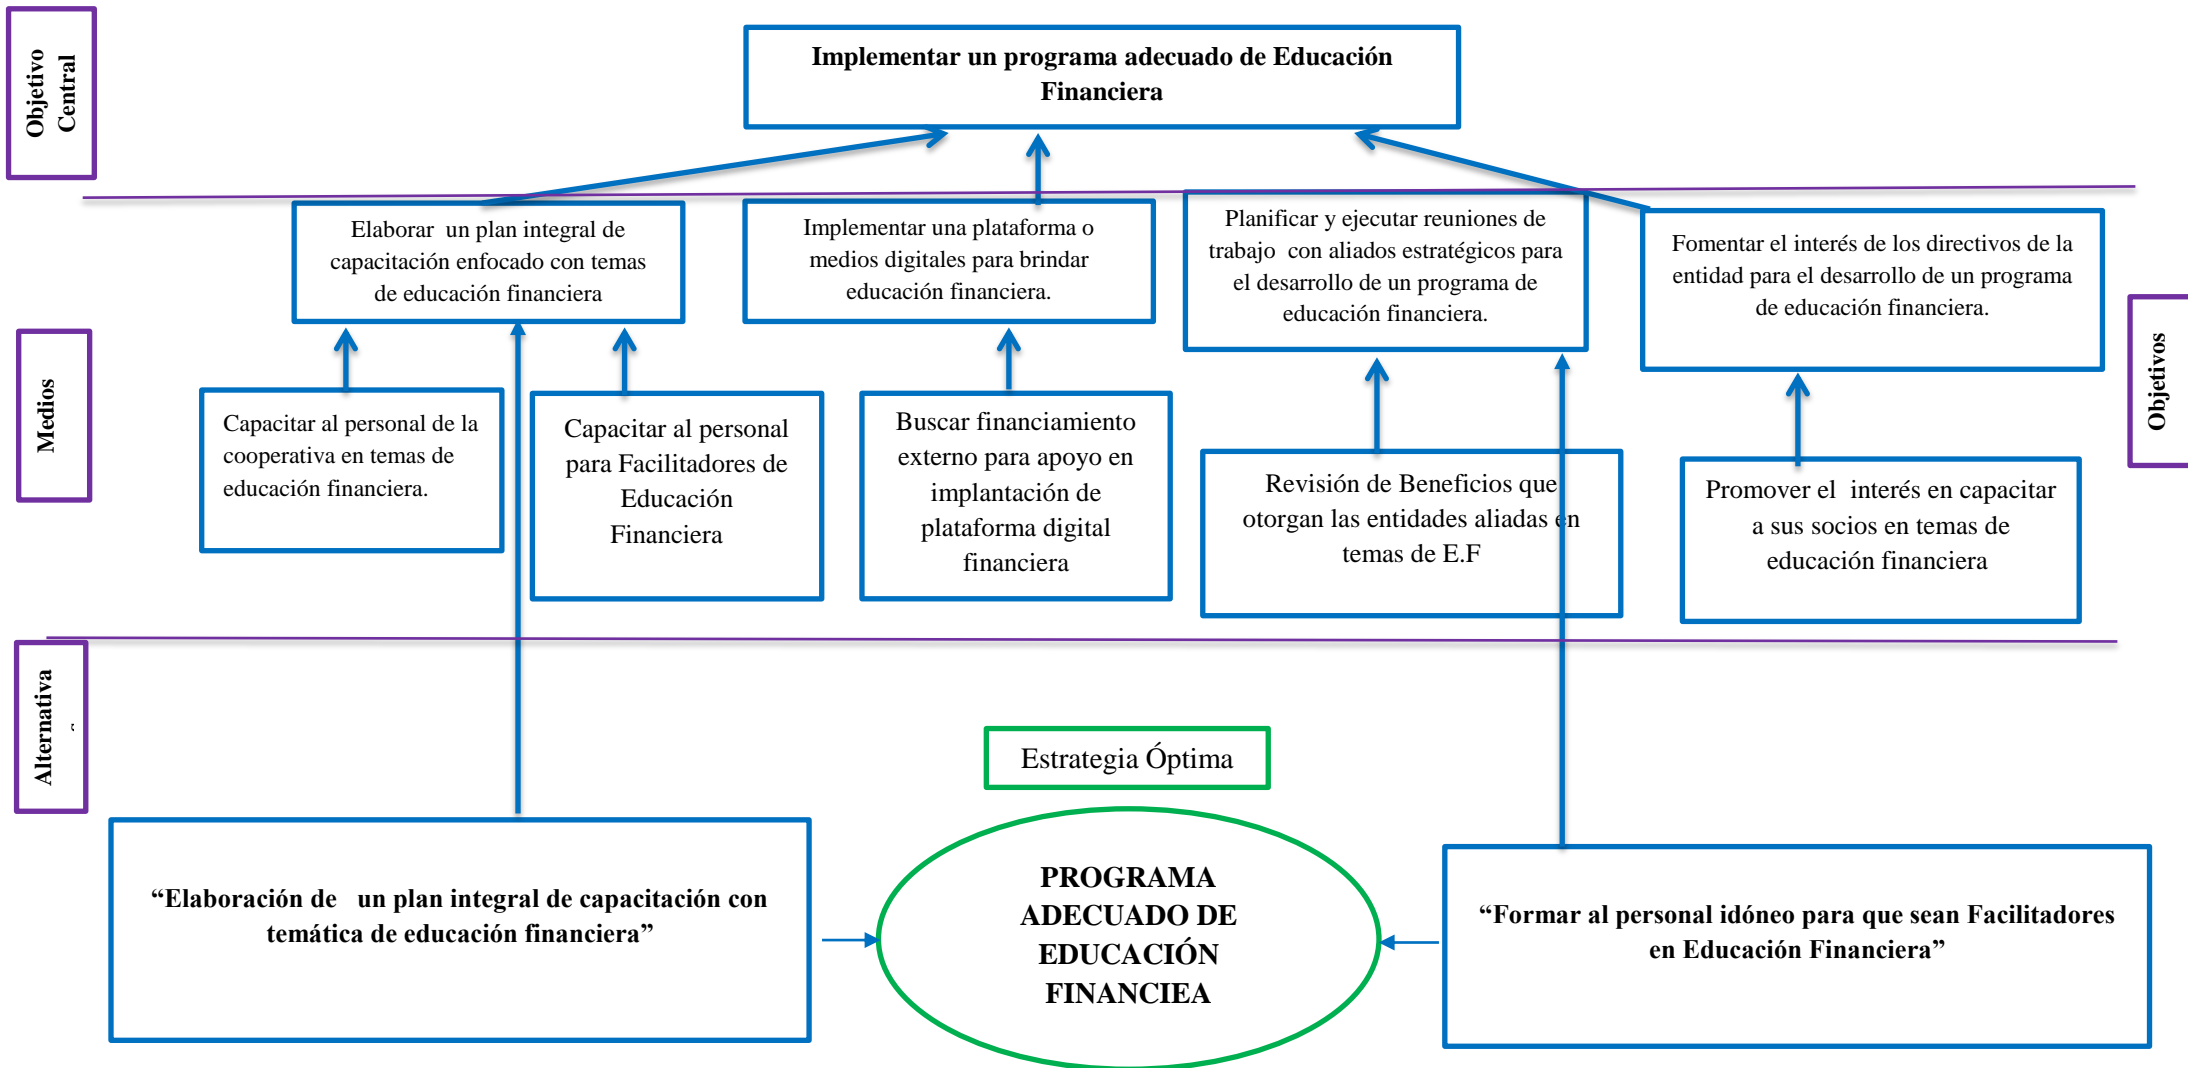 Objetivo
Central
Implementar un programa adecuado de Educación
Financiera
Elaborar un plan integral de
capacitación enfocado con temas
de educación financiera
Implementar una plataforma o
medios digitales para brindar
educación financiera.
Planificar y ejecutar reuniones de
trabajo con aliados estratégicos para
el desarrollo de un programa de
educación financiera.
Fomentar el interés de los directivos de la
entidad para el desarrollo de un programa
de educación financiera.
Medios
Objetivos
Capacitar al personal de la
cooperativa en temas de
educación financiera.
Capacitar al personal
para Facilitadores de
Educación
Financiera
Buscar financiamiento
externo para apoyo en
implantación de
plataforma digital
financiera
Revisión de Beneficios que
otorgan las entidades aliadas en
temas de E.F
Promover el interés en capacitar
a sus socios en temas de
educación financiera
Alternativa
Estrategia Óptima
“Elaboración de un plan integral de capacitación con
temática de educación financiera”
PROGRAMA
ADECUADO DE
EDUCACIÓN
FINANCIEA
“Formar al personal idóneo para que sean Facilitadores
en Educación Financiera”